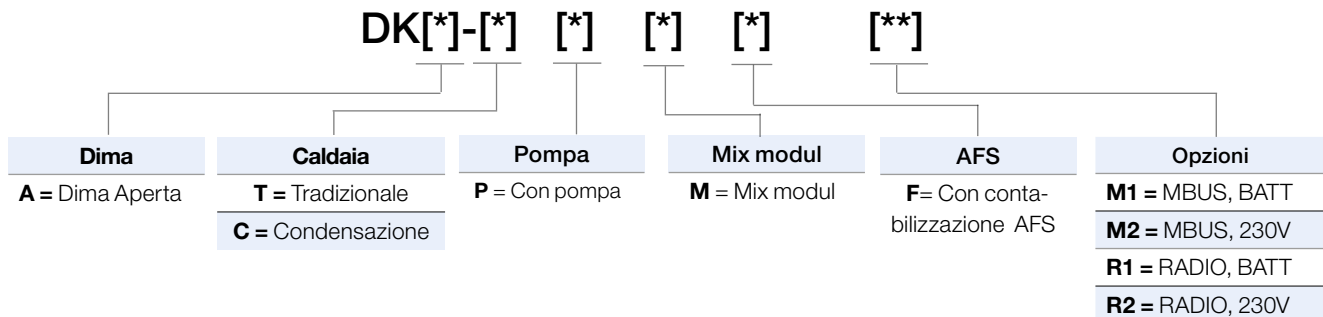 DK[*]-[*] [*] [*] [*] [**]
Dima
A = Dima Aperta
Caldaia
T = Tradizionale
C = Condensazione
Pompa
P = Con pompa
Mix modul
M = Mix modul
AFS
F= Con conta-
bilizzazione AFS
Opzioni
M1 = MBUS, BATT
M2 = MBUS, 230V
R1 = RADIO, BATT
R2 = RADIO, 230V